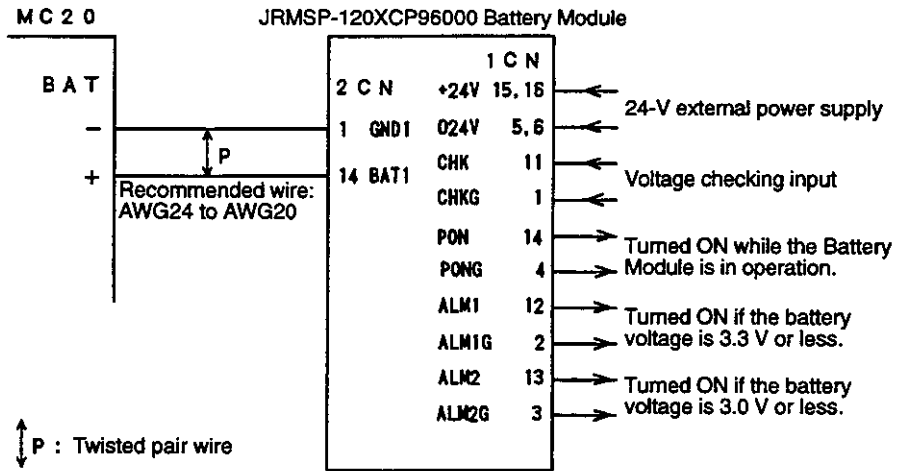 MC20
JRMSP-120XCP96000 Battery Module
1CN
BAT
2CN
+24V 15,16
24-V external power supply
−
1 GND1
024V 5,6
P
CHK 11
Voltage checking input
+
14 BAT1
CHKG 1
Recommended wire:
AWG24 to AWG20
PON 14
Turned ON while the Battery
Module is in operation.
PONG 4
ALM1 12
Turned ON if the battery
voltage is 3.3 V or less.
ALM1G 2
ALM2 13
Turned ON if the battery
voltage is 3.0 V or less.
ALM2G 3
P : Twisted pair wire